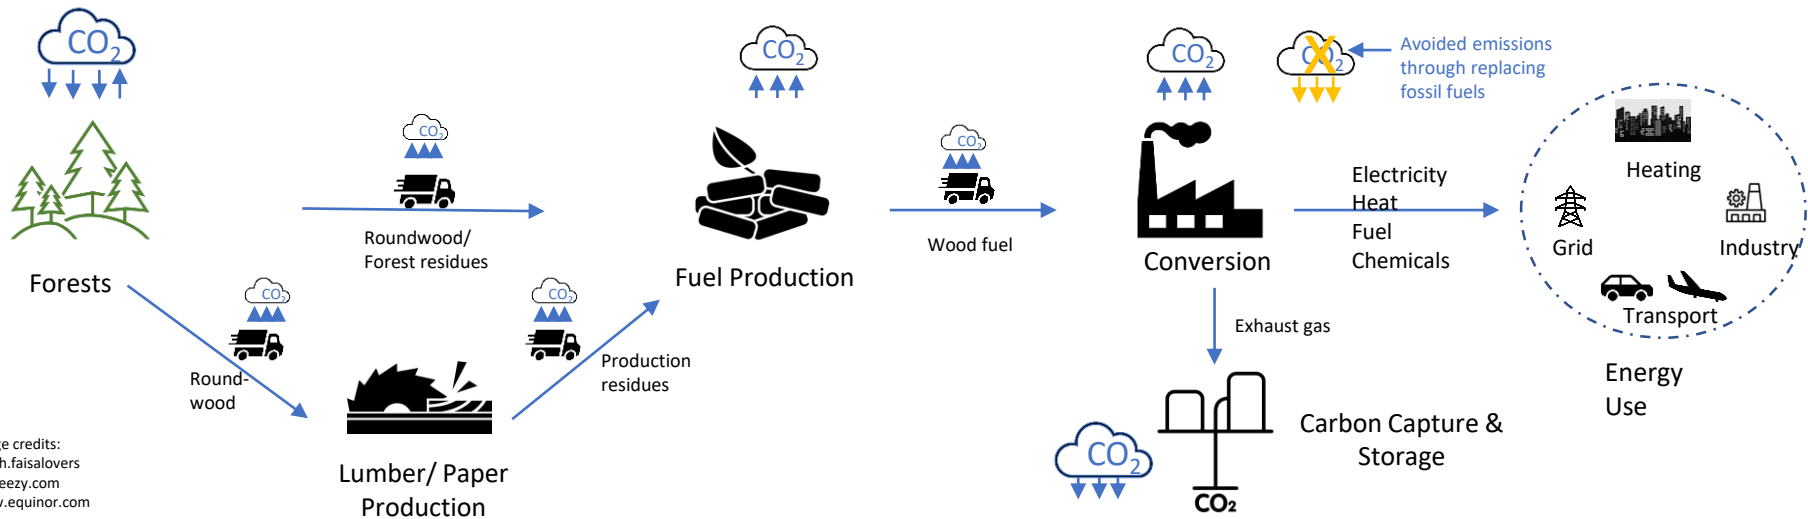 CO2
CO2
CO2
CO2
Avoided emissions
through replacing
fossil fuels
CO2
CO2
Heating
Electricity
Heat
Fuel
Chemicals
Grid
Industry
Roundwood/
Forest residues
Wood fuel
Fuel Production
Conversion
Forests
CO2
CO2
Transport
Exhaust gas
Production
residues
Round-
wood
Energy
Use
Carbon Capture &
Storage
CO2
CO2
Lumber/ Paper
Production
ge credits:
h.faisalovers
eezy.com
w.equinor.com